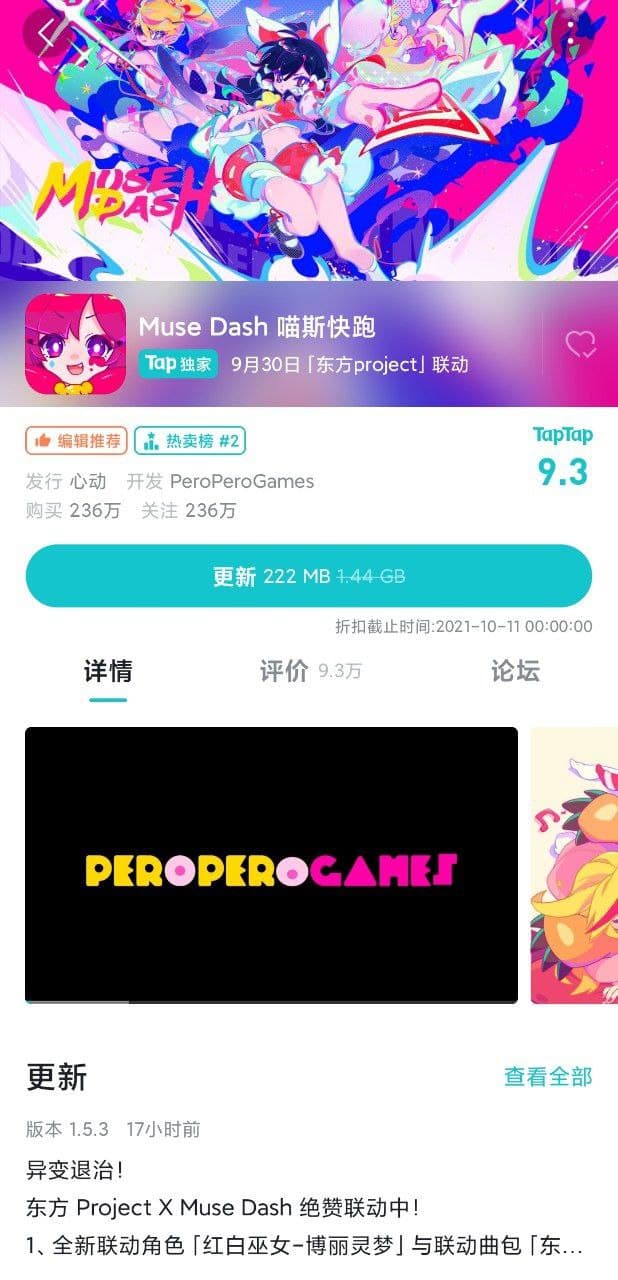 MUSE
DASH
Muse Dash 喵斯快跑
Tap 独家 9月30日「东方project」联动
编辑推荐 热卖榜 #2
TapTap
9.3
发行 心动 开发 PeroPeroGames
购买 236万 关注 236万
更新 222 MB 1.44 GB
折扣截止时间:2021-10-11 00:00:00
详情 评价 9.3万 论坛
PEROPEROGAMES
更新 查看全部
版本 1.5.3 17小时前
异变退治！
东方 Project X Muse Dash 绝赞联动中！
1、全新联动角色「红白巫女-博丽灵梦」与联动曲包「东...